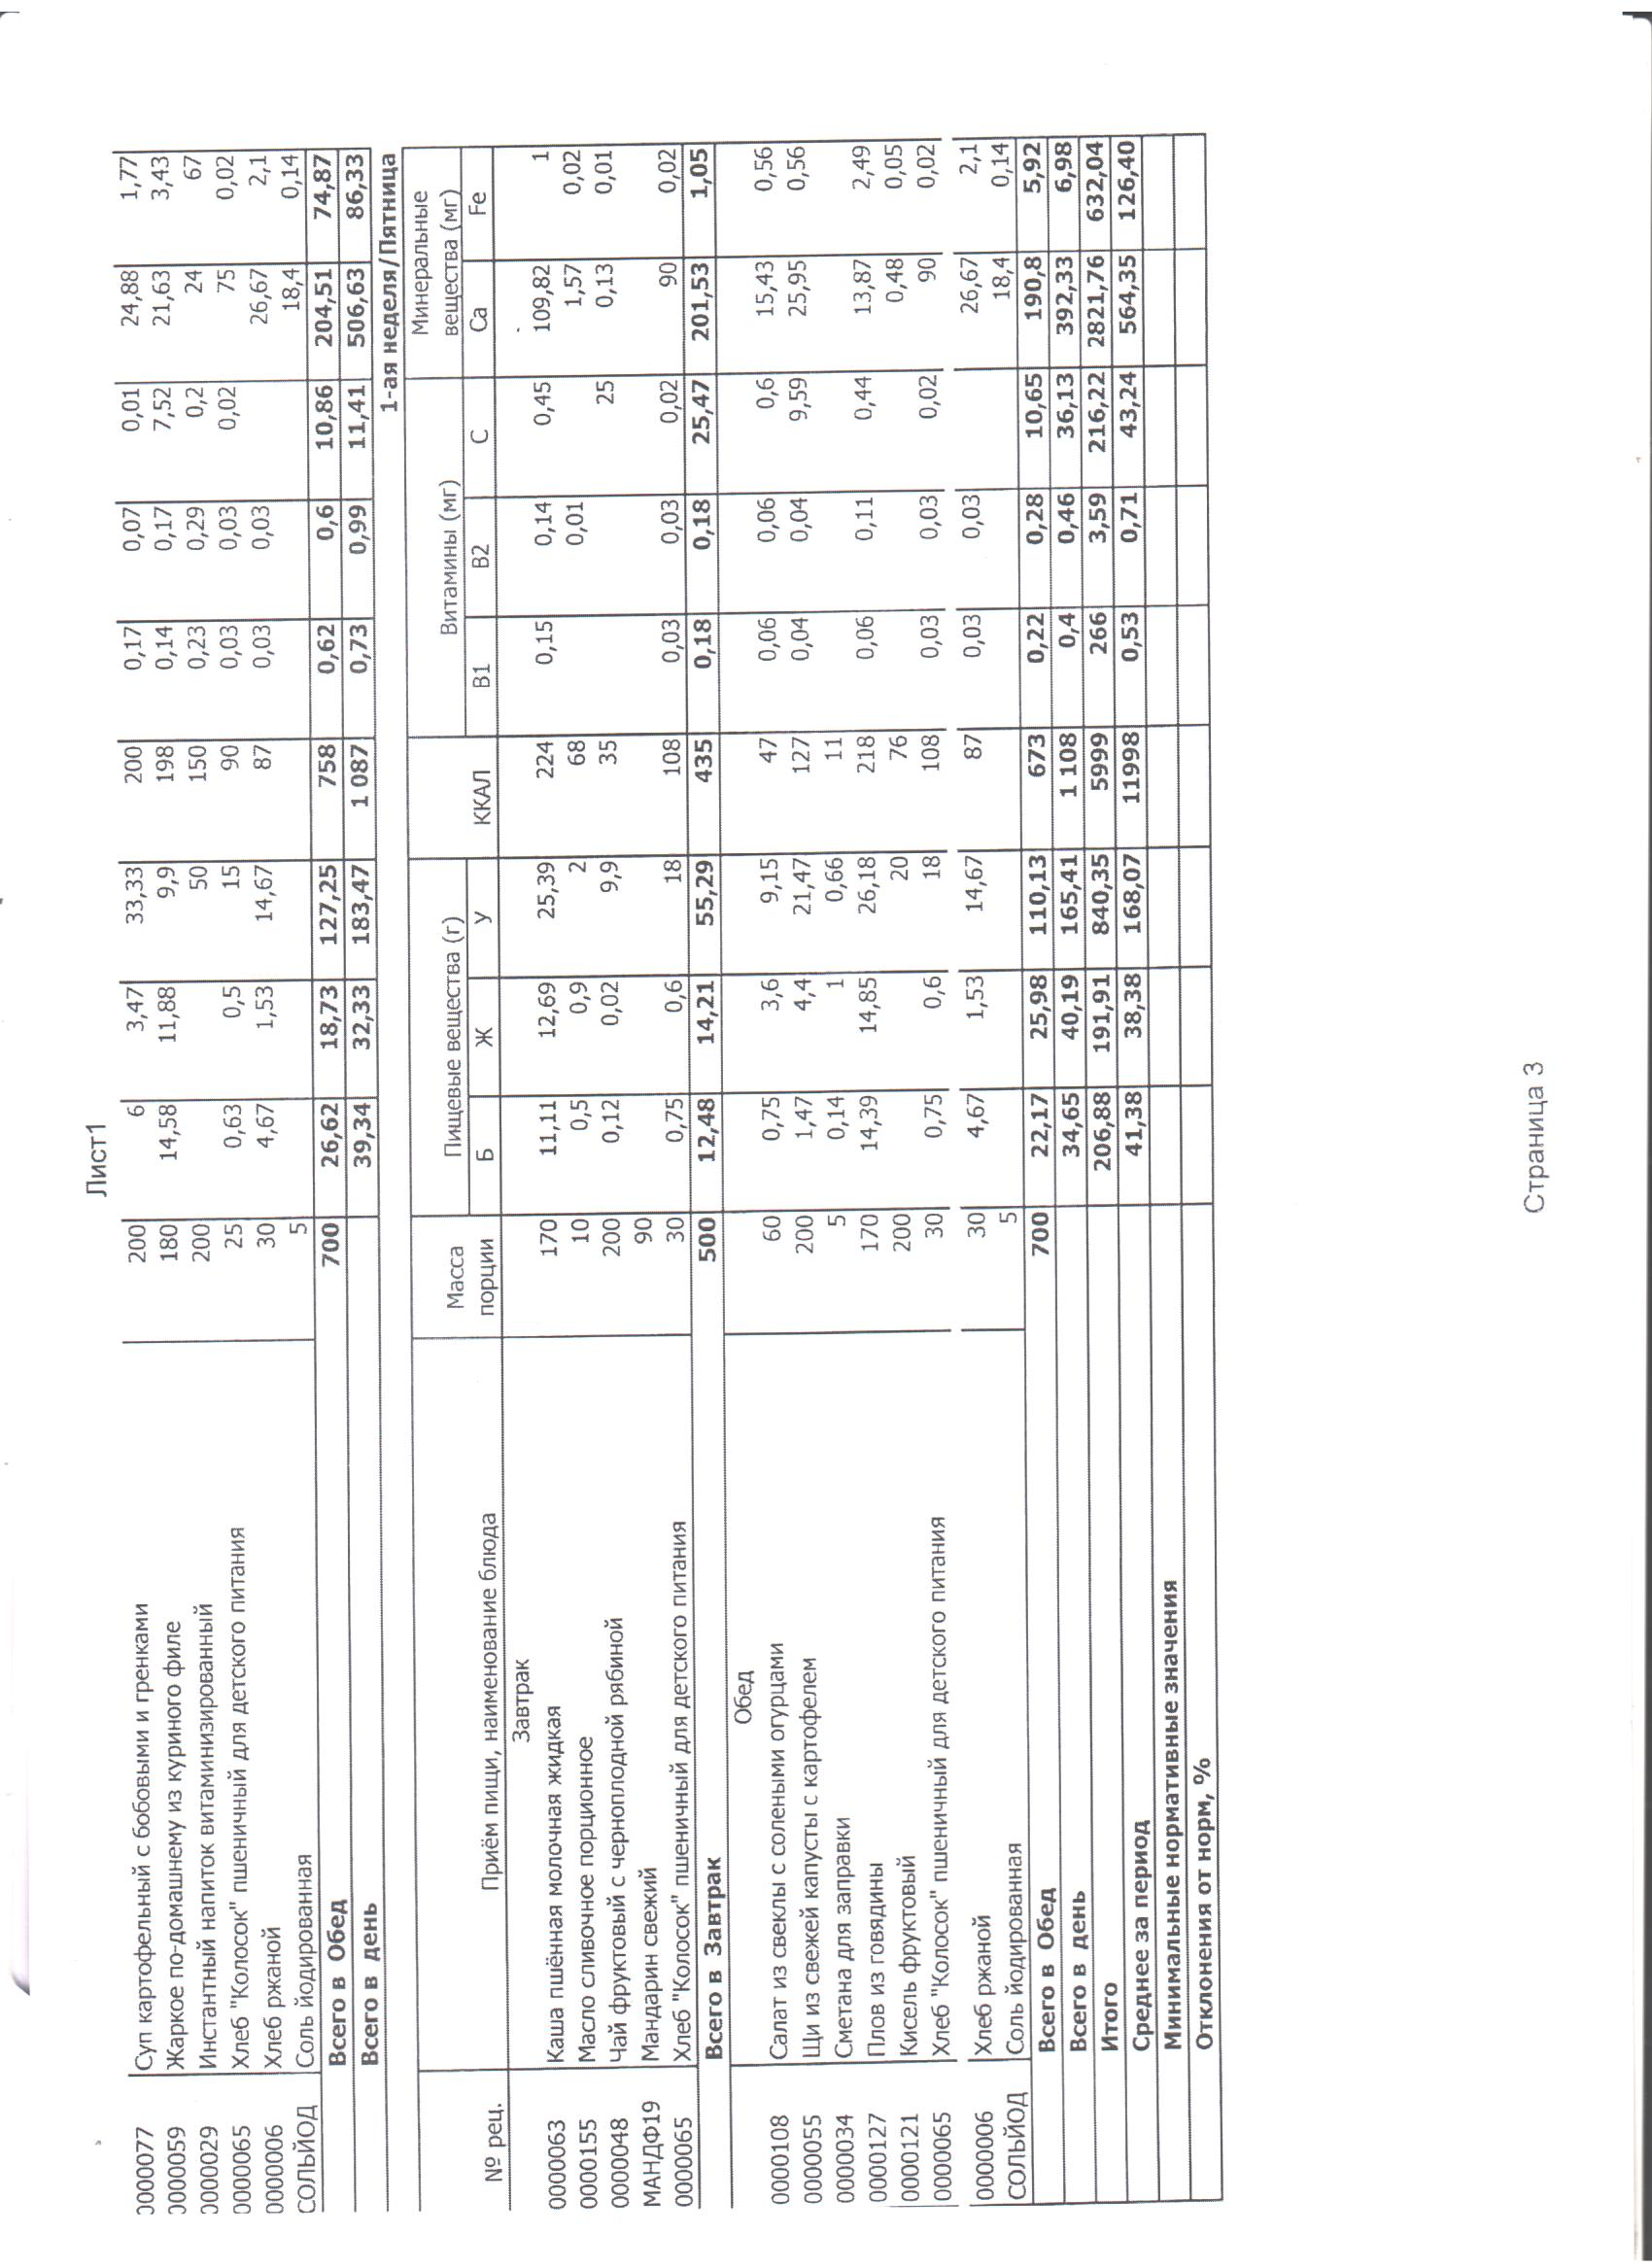 Лист1
0000077 Суп картофельный с бобовыми и гренками 200 6 3,47 33,33 200 0,17 0,07 0,01 24,88 1,77
0000059 Жаркое по-домашнему из куриного филе 180 14,58 11,88 9,9 198 0,14 0,17 7,52 21,63 3,43
0000029 Инстантный напиток витаминизированный 200 50 150 0,23 0,29 0,2 24 67
0000065 Хлеб "Колосок" пшеничный для детского питания 25 0,63 0,5 15 90 0,03 0,03 0,02 75 0,02
0000006 Хлеб ржаной 30 4,67 1,53 14,67 87 0,03 0,03 26,67 2,1
СОЛЬЙОД Соль йодированная 5 18,4 0,14
Всего в Обед 700 26,62 18,73 127,25 758 0,62 0,6 10,86 204,51 74,87
Всего в день 39,34 32,33 183,47 1 087 0,73 0,99 11,41 506,63 86,33
1-ая неделя/Пятница
№ рец. Приём пищи, наименование блюда Масса порции Пищевые вещества (г) ККАЛ Витамины (мг) Минеральные вещества (мг)
Б Ж У B1 B2 C Ca Fe
Завтрак
0000063 Каша пшённая молочная жидкая 170 11,11 12,69 25,39 224 0,15 0,14 0,45 109,82 1
0000155 Масло сливочное порционное 10 0,5 0,9 2 68 0,01 1,57 0,02
0000048 Чай фруктовый с черноплодной рябиной 200 0,12 0,02 9,9 35 25 0,13 0,01
МАНДФ19 Мандарин свежий 90
0000065 Хлеб "Колосок" пшеничный для детского питания 30 0,75 0,6 18 108 0,03 0,03 0,02 90 0,02
Всего в Завтрак 500 12,48 14,21 55,29 435 0,18 0,18 25,47 201,53 1,05
Обед
0000108 Салат из свеклы с солеными огурцами 60 0,75 3,6 9,15 47 0,06 0,06 0,6 15,43 0,56
0000055 Щи из свежей капусты с картофелем 200 1,47 4,4 21,47 127 0,04 0,04 9,59 25,95 0,56
0000034 Сметана для заправки 5 0,14 1 0,66 11
0000127 Плов из говядины 170 14,39 14,85 26,18 218 0,06 0,11 0,44 13,87 2,49
0000121 Кисель фруктовый 200 20 76 0,48 0,05
0000065 Хлеб "Колосок" пшеничный для детского питания 30 0,75 0,6 18 108 0,03 0,03 0,02 90 0,02
0000006 Хлеб ржаной 30 4,67 1,53 14,67 87 0,03 0,03 26,67 2,1
СОЛЬЙОД Соль йодированная 5 18,4 0,14
Всего в Обед 700 22,17 25,98 110,13 673 0,22 0,28 10,65 190,8 5,92
Всего в день 34,65 40,19 165,41 1 108 0,4 0,46 36,13 392,33 6,98
Итого 206,88 191,91 840,35 5999 266 3,59 216,22 2821,76 632,04
Среднее за период 41,38 38,38 168,07 11998 0,53 0,71 43,24 564,35 126,40
Минимальные нормативные значения
Отклонения от норм, %
Страница 3